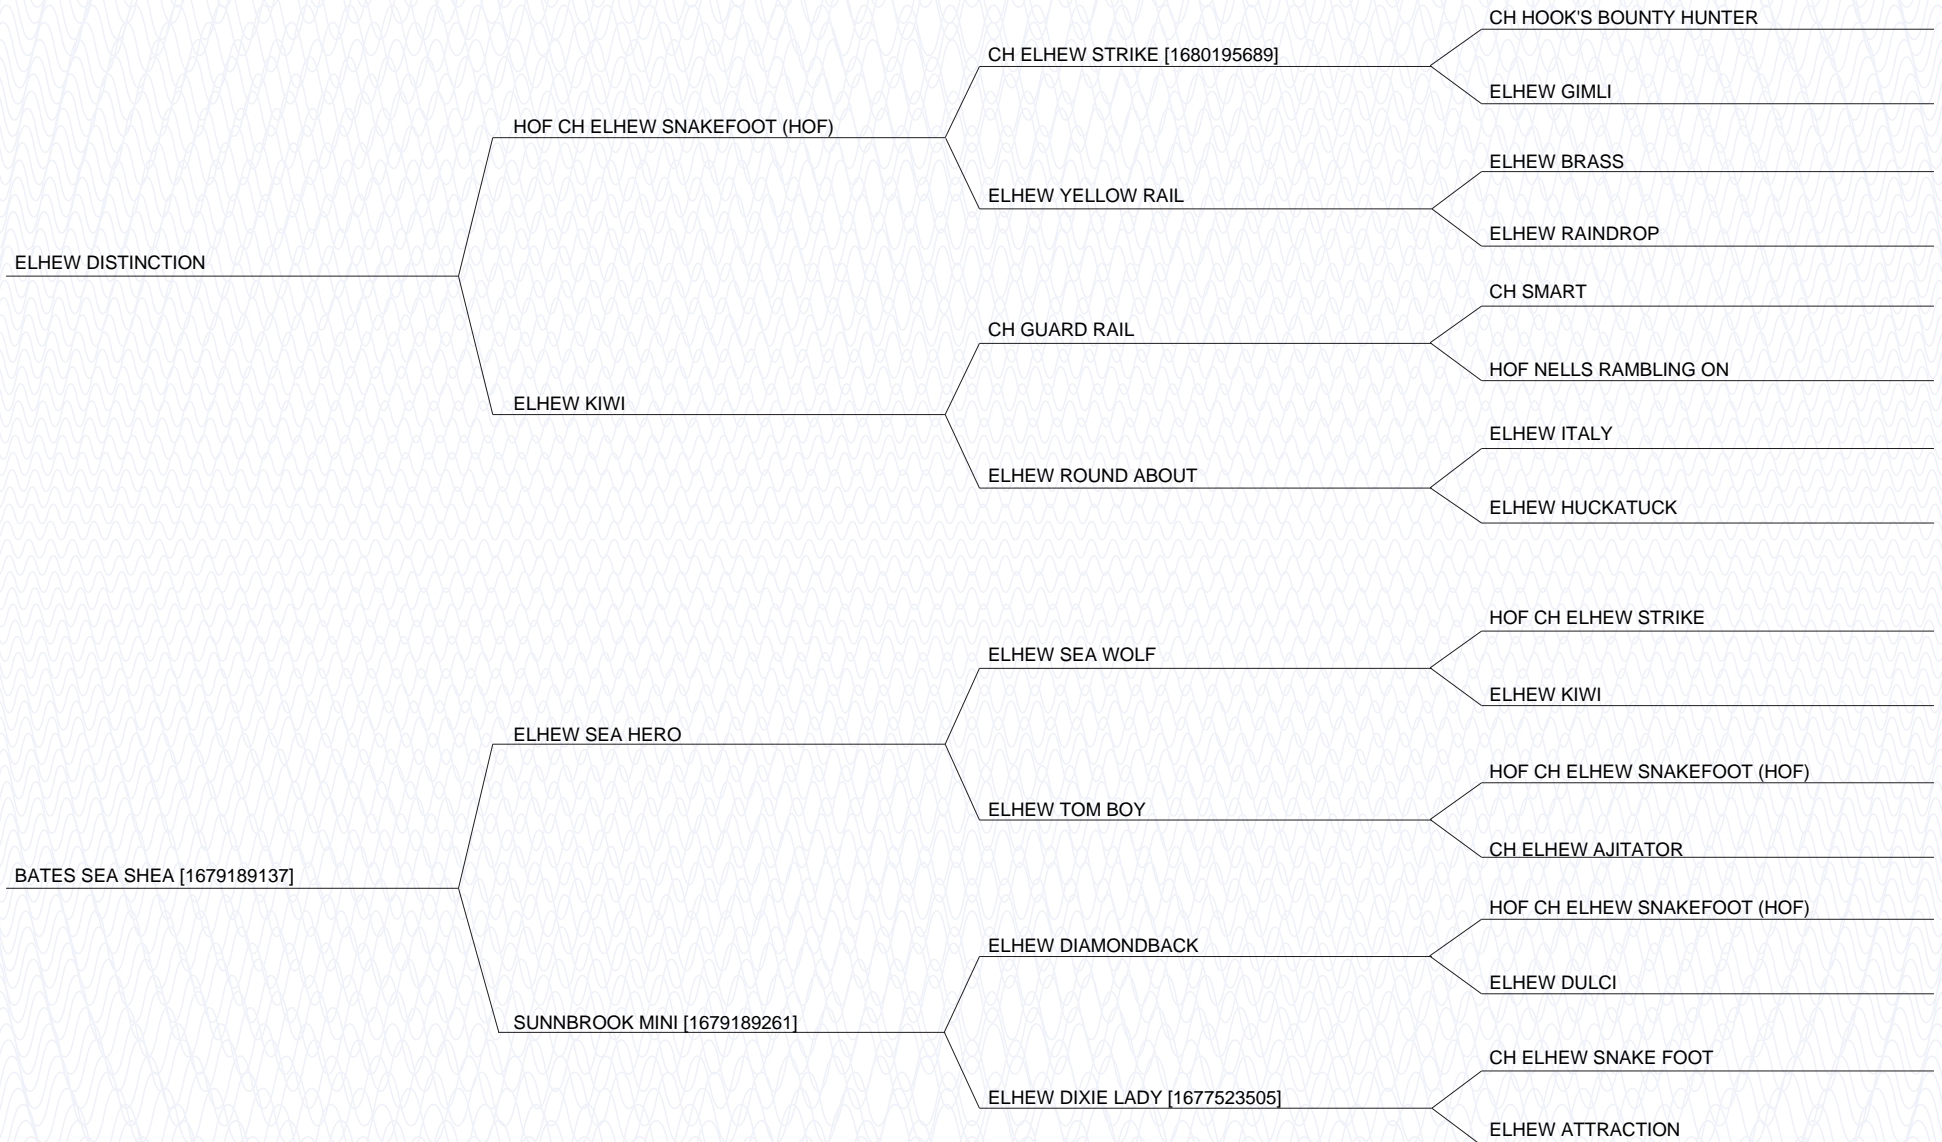 CH HOOK'S BOUNTY HUNTER
CH ELHEW STRIKE [1680195689]
ELHEW GIMLI
HOF CH ELHEW SNAKEFOOT (HOF)
ELHEW BRASS
ELHEW YELLOW RAIL
ELHEW RAINDROP
ELHEW DISTINCTION
CH SMART
CH GUARD RAIL
HOF NELLS RAMBLING ON
ELHEW KIWI
ELHEW ITALY
ELHEW ROUND ABOUT
ELHEW HUCKATUCK
HOF CH ELHEW STRIKE
ELHEW SEA WOLF
ELHEW KIWI
ELHEW SEA HERO
HOF CH ELHEW SNAKEFOOT (HOF)
ELHEW TOM BOY
CH ELHEW AJITATOR
BATES SEA SHEA [1679189137]
HOF CH ELHEW SNAKEFOOT (HOF)
ELHEW DIAMONDBACK
ELHEW DULCI
SUNNBROOK MINI [1679189261]
CH ELHEW SNAKE FOOT
ELHEW DIXIE LADY [1677523505]
ELHEW ATTRACTION